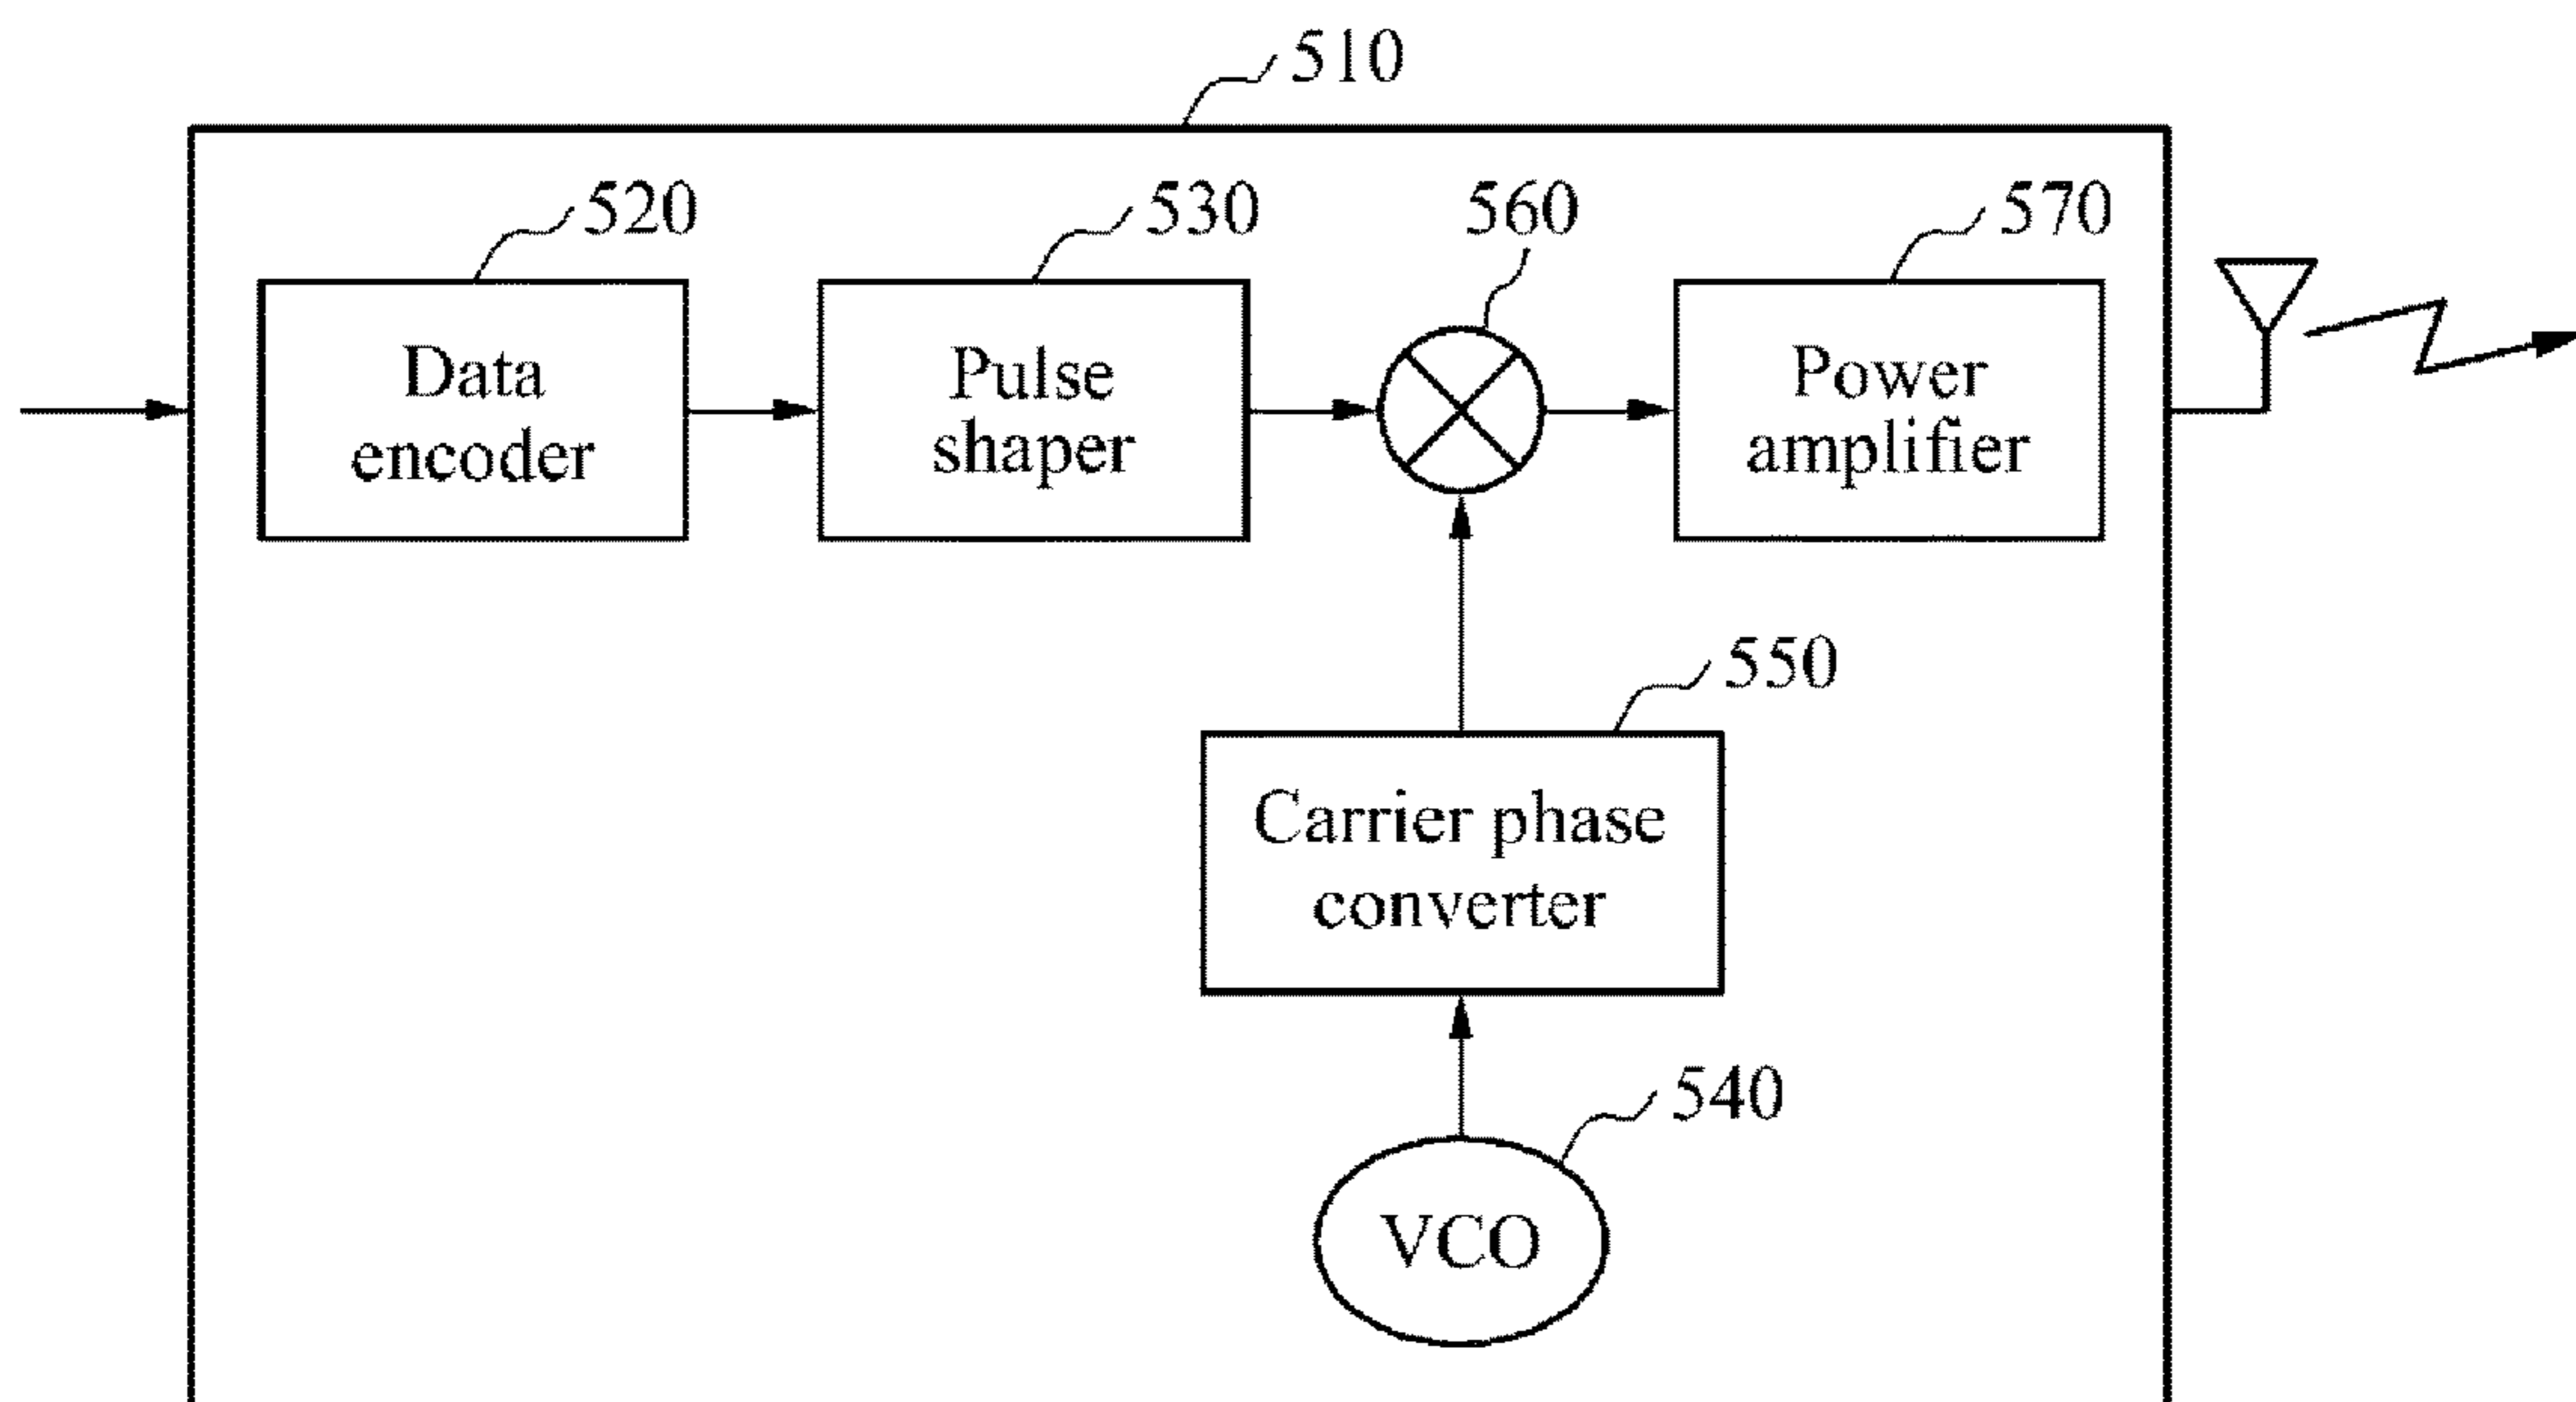 510
520
530
560
570
Data
encoder
Pulse
shaper
Power
amplifier
550
Carrier phase
converter
540
VCO